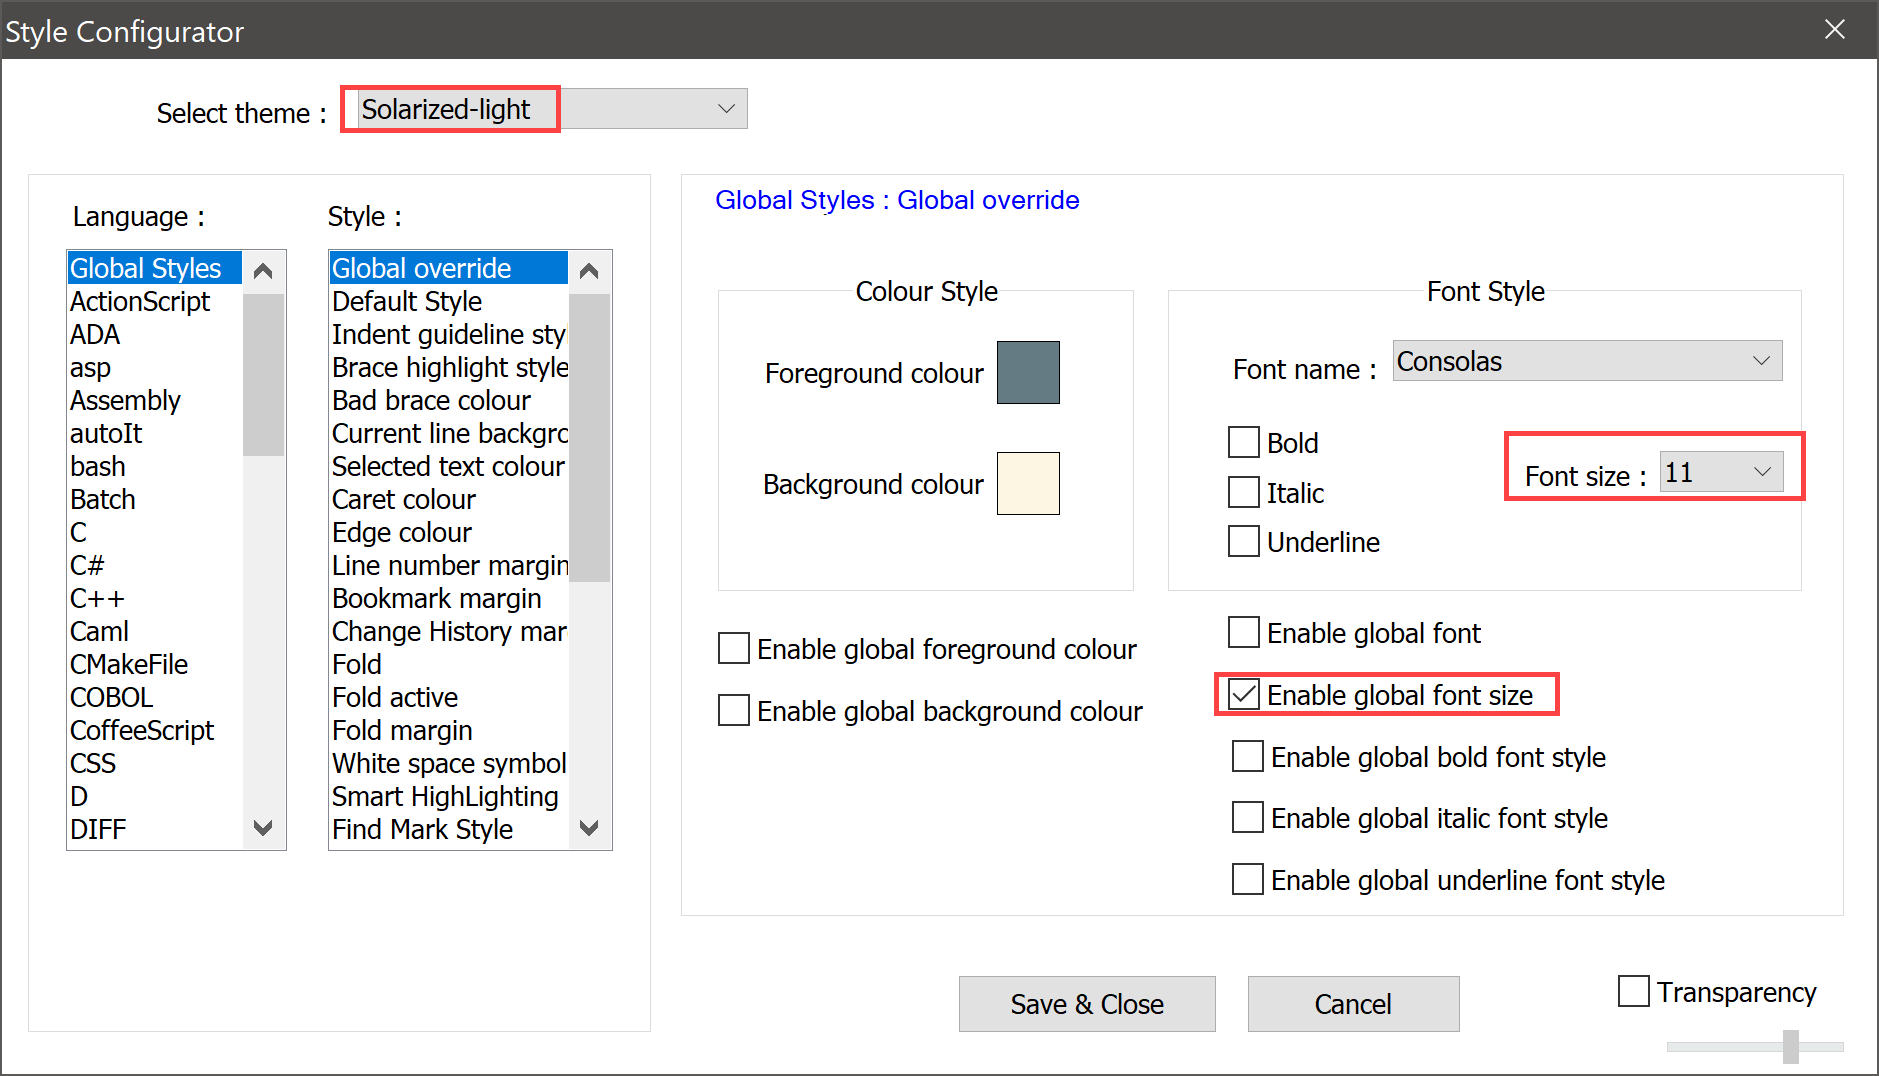 Style Configurator
Select theme :
Solarized-light
Language :
Global Styles
ActionScript
ADA
asp
Assembly
autoIt
bash
Batch
C
C#
C++
Caml
CMakeFile
COBOL
CoffeeScript
CSS
D
DIFF
Style :
Global override
Default Style
Indent guideline styl
Brace highlight style
Bad brace colour
Current line backgro
Selected text colour
Caret colour
Edge colour
Line number margin
Bookmark margin
Change History mar
Fold
Fold active
Fold margin
White space symbol
Smart HighLighting
Find Mark Style
Global Styles : Global override
Colour Style
Foreground colour
Background colour
Font Style
Font name :
Consolas
Bold
Italic
Underline
Font size :
11
Enable global foreground colour
Enable global background colour
Enable global font
Enable global font size
Enable global bold font style
Enable global italic font style
Enable global underline font style
Save & Close
Cancel
Transparency